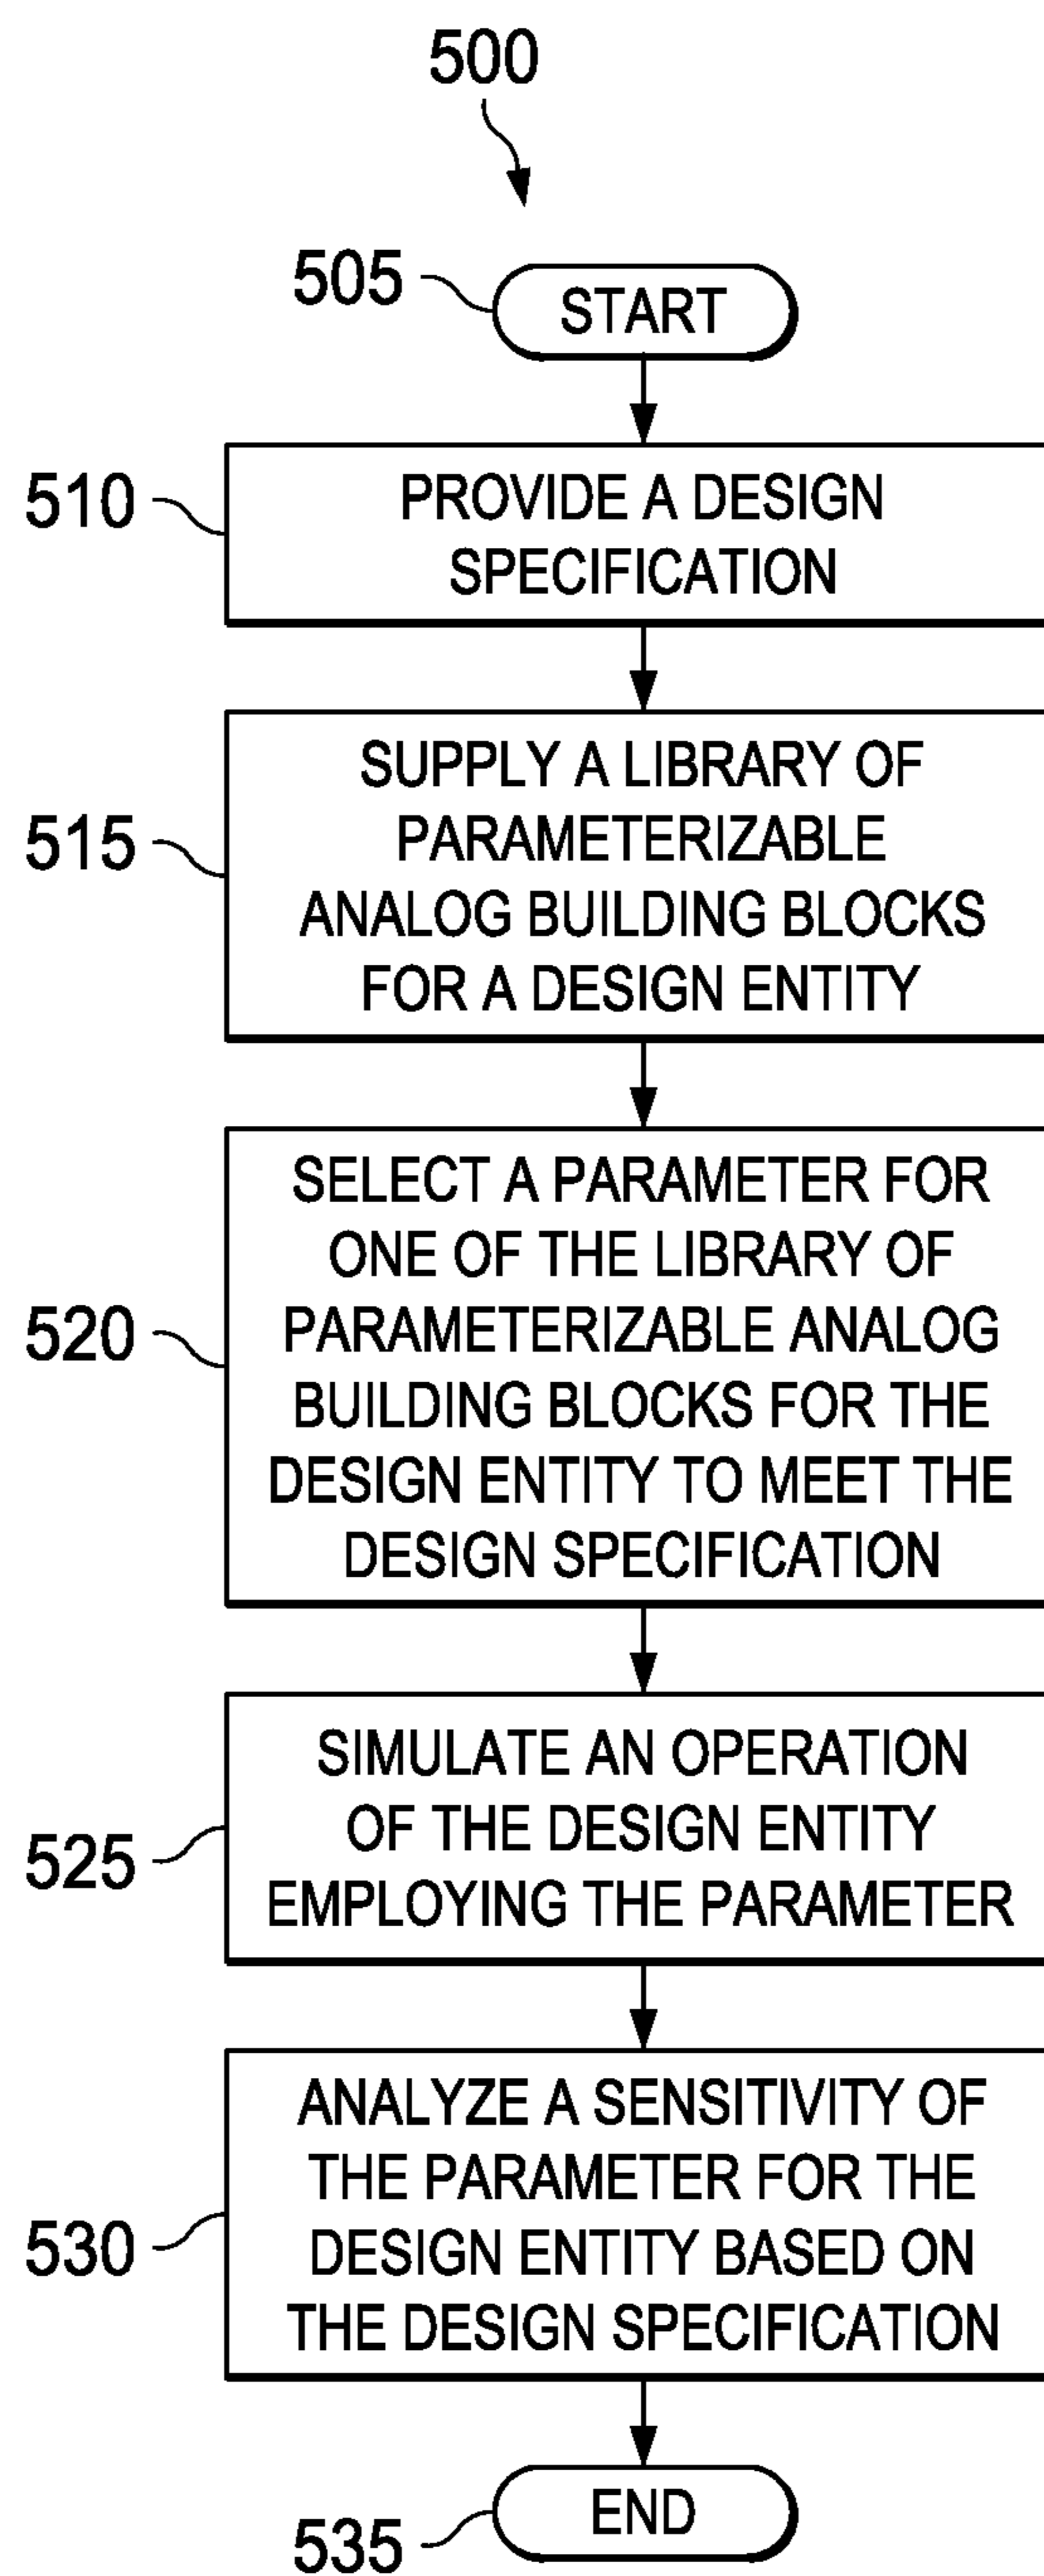 500
505
START
510
PROVIDE A DESIGN
SPECIFICATION
515
SUPPLY A LIBRARY OF
PARAMETERIZABLE
ANALOG BUILDING BLOCKS
FOR A DESIGN ENTITY
520
SELECT A PARAMETER FOR
ONE OF THE LIBRARY OF
PARAMETERIZABLE ANALOG
BUILDING BLOCKS FOR THE
DESIGN ENTITY TO MEET THE
DESIGN SPECIFICATION
525
SIMULATE AN OPERATION
OF THE DESIGN ENTITY
EMPLOYING THE PARAMETER
530
ANALYZE A SENSITIVITY OF
THE PARAMETER FOR THE
DESIGN ENTITY BASED ON
THE DESIGN SPECIFICATION
535
END